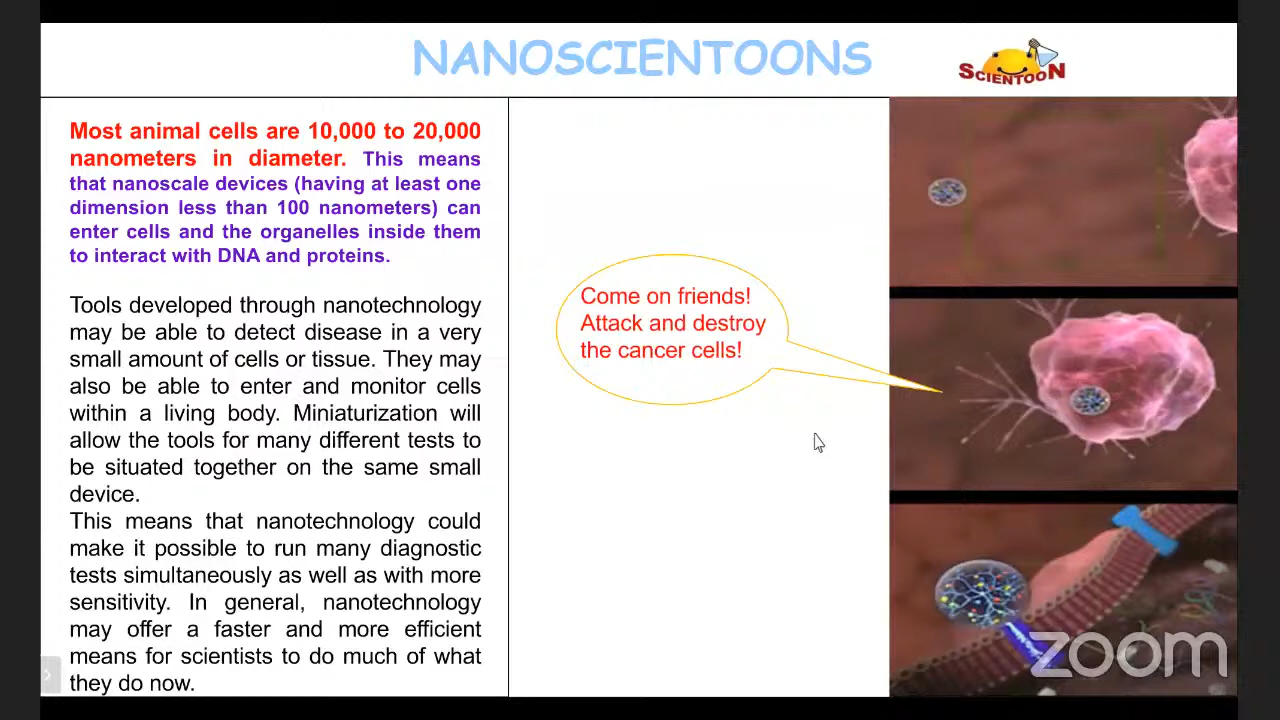 NANOSCIENTOONS
SCIENTOON
Most animal cells are 10,000 to 20,000
nanometers in diameter. This means
that nanoscale devices (having at least one
dimension less than 100 nanometers) can
enter cells and the organelles inside them
to interact with DNA and proteins.
Tools developed through nanotechnology
may be able to detect disease in a very
small amount of cells or tissue. They may
also be able to enter and monitor cells
within a living body. Miniaturization will
allow the tools for many different tests to
be situated together on the same small
device.
This means that nanotechnology could
make it possible to run many diagnostic
tests simultaneously as well as with more
sensitivity. In general, nanotechnology
may offer a faster and more efficient
means for scientists to do much of what
they do now.
Come on friends!
Attack and destroy
the cancer cells!
zoom